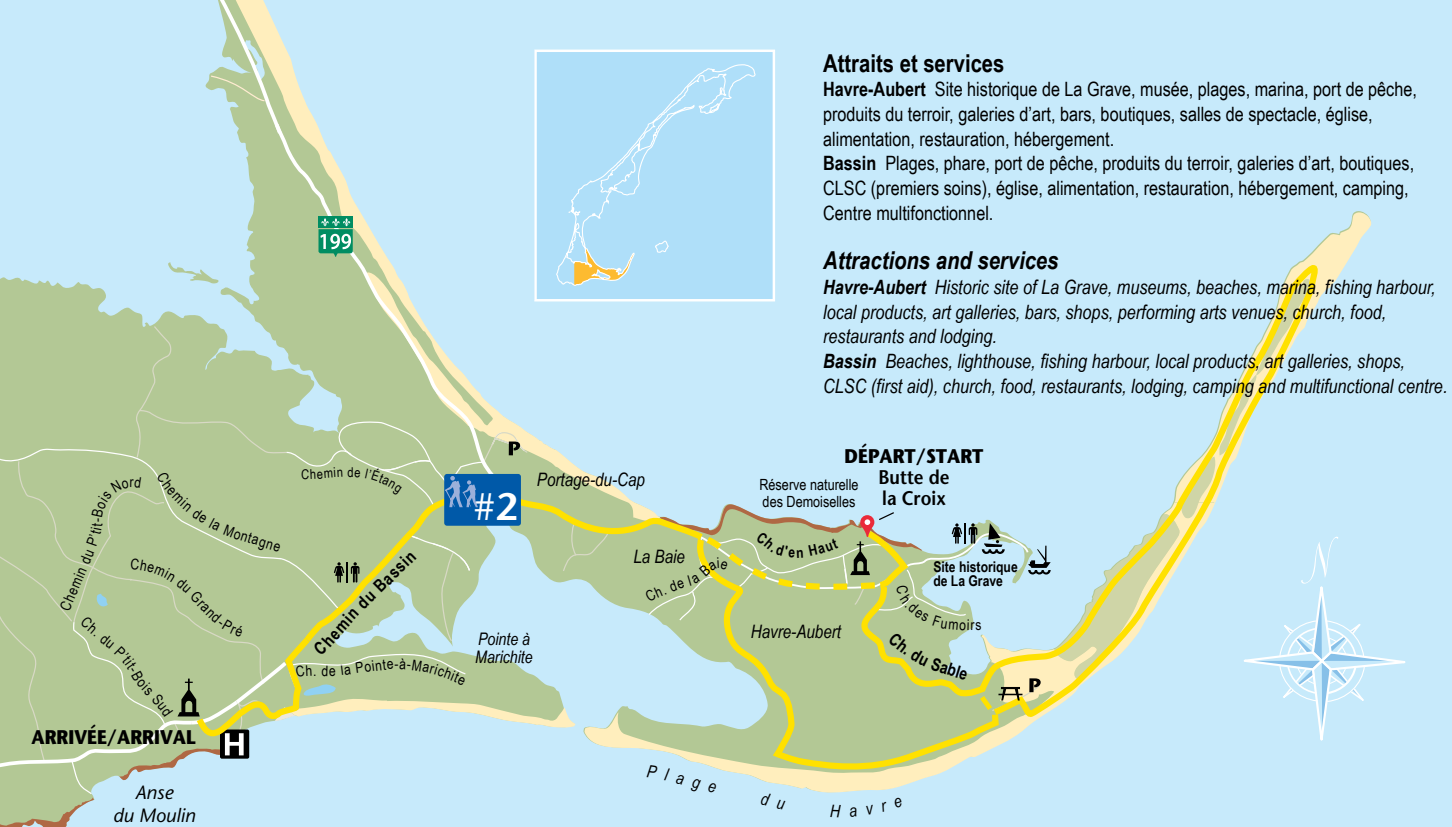 Attraits et services
Havre-Aubert Site historique de La Grave, musée, plages, marina, port de pêche,
produits du terroir, galeries d'art, bars, boutiques, salles de spectacle, église,
alimentation, restauration, hébergement.
Bassin Plages, phare, port de pêche, produits du terroir, galeries d'art, boutiques,
CLSC (premiers soins), église, alimentation, restauration, hébergement, camping,
Centre multifonctionnel.
Attractions and services
Havre-Aubert Historic site of La Grave, museums, beaches, marina, fishing harbour,
local products, art galleries, bars, shops, performing arts venues, church, food,
restaurants and lodging.
Bassin Beaches, lighthouse, fishing harbour, local products, art galleries, shops,
CLSC (first aid), church, food, restaurants, lodging, camping and multifunctional centre.
199
P
DÉPART/START
Butte de
la Croix
Réserve naturelle
des Demoiselles
Portage-du-Cap
Chemin de l'Étang
#2
Chemin du P'tit-Bois Nord
Chemin de la Montagne
Ch. d'en Haut
Site historique
de La Grave
La Baie
Ch. de la Baie
Chemin du Grand-Pré
Chemin du Bassin
Ch. des Fumoirs
Havre-Aubert
Pointe à
Marichite
Ch. du Sable
Ch. du P'tit-Bois Sud
Ch. de la Pointe-à-Marichite
P
N
ARRIVÉE/ARRIVAL
H
Anse
du Moulin
Plage du Havre